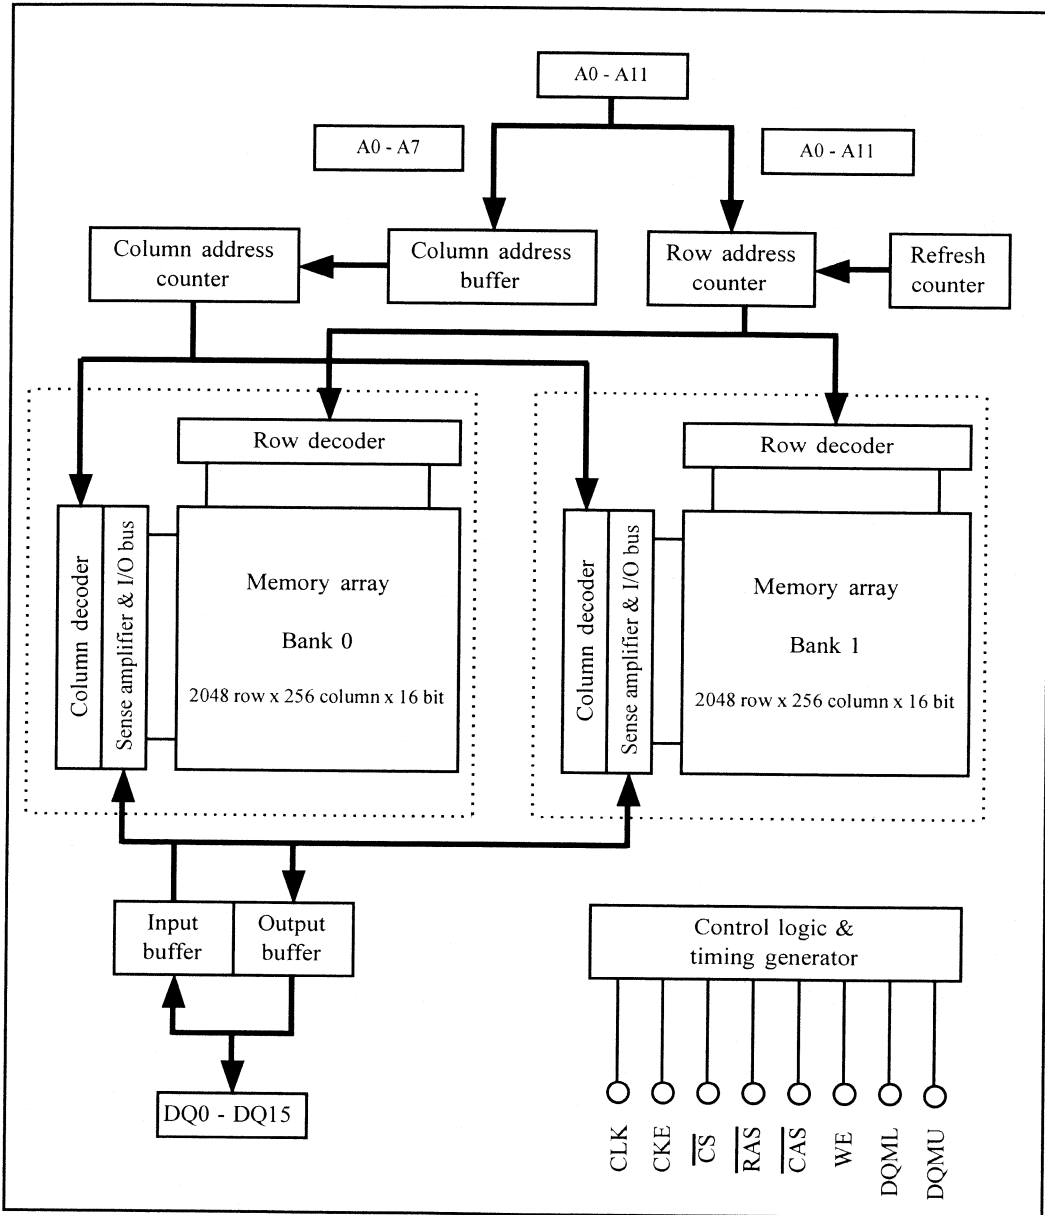 A0 - A11
A0 - A7
A0 - A11
Column address
counter
Column address
buffer
Row address
counter
Refresh
counter
Row decoder
Row decoder
Column decoder
Sense amplifier & I/O bus
Memory array
Bank 0
2048 row x 256 column x 16 bit
Column decoder
Sense amplifier & I/O bus
Memory array
Bank 1
2048 row x 256 column x 16 bit
Input
buffer
Output
buffer
Control logic &
timing generator
DQ0 - DQ15
CLK
CKE
C̅S̅
R̅A̅S̅
C̅A̅S̅
WE
DQML
DQMU